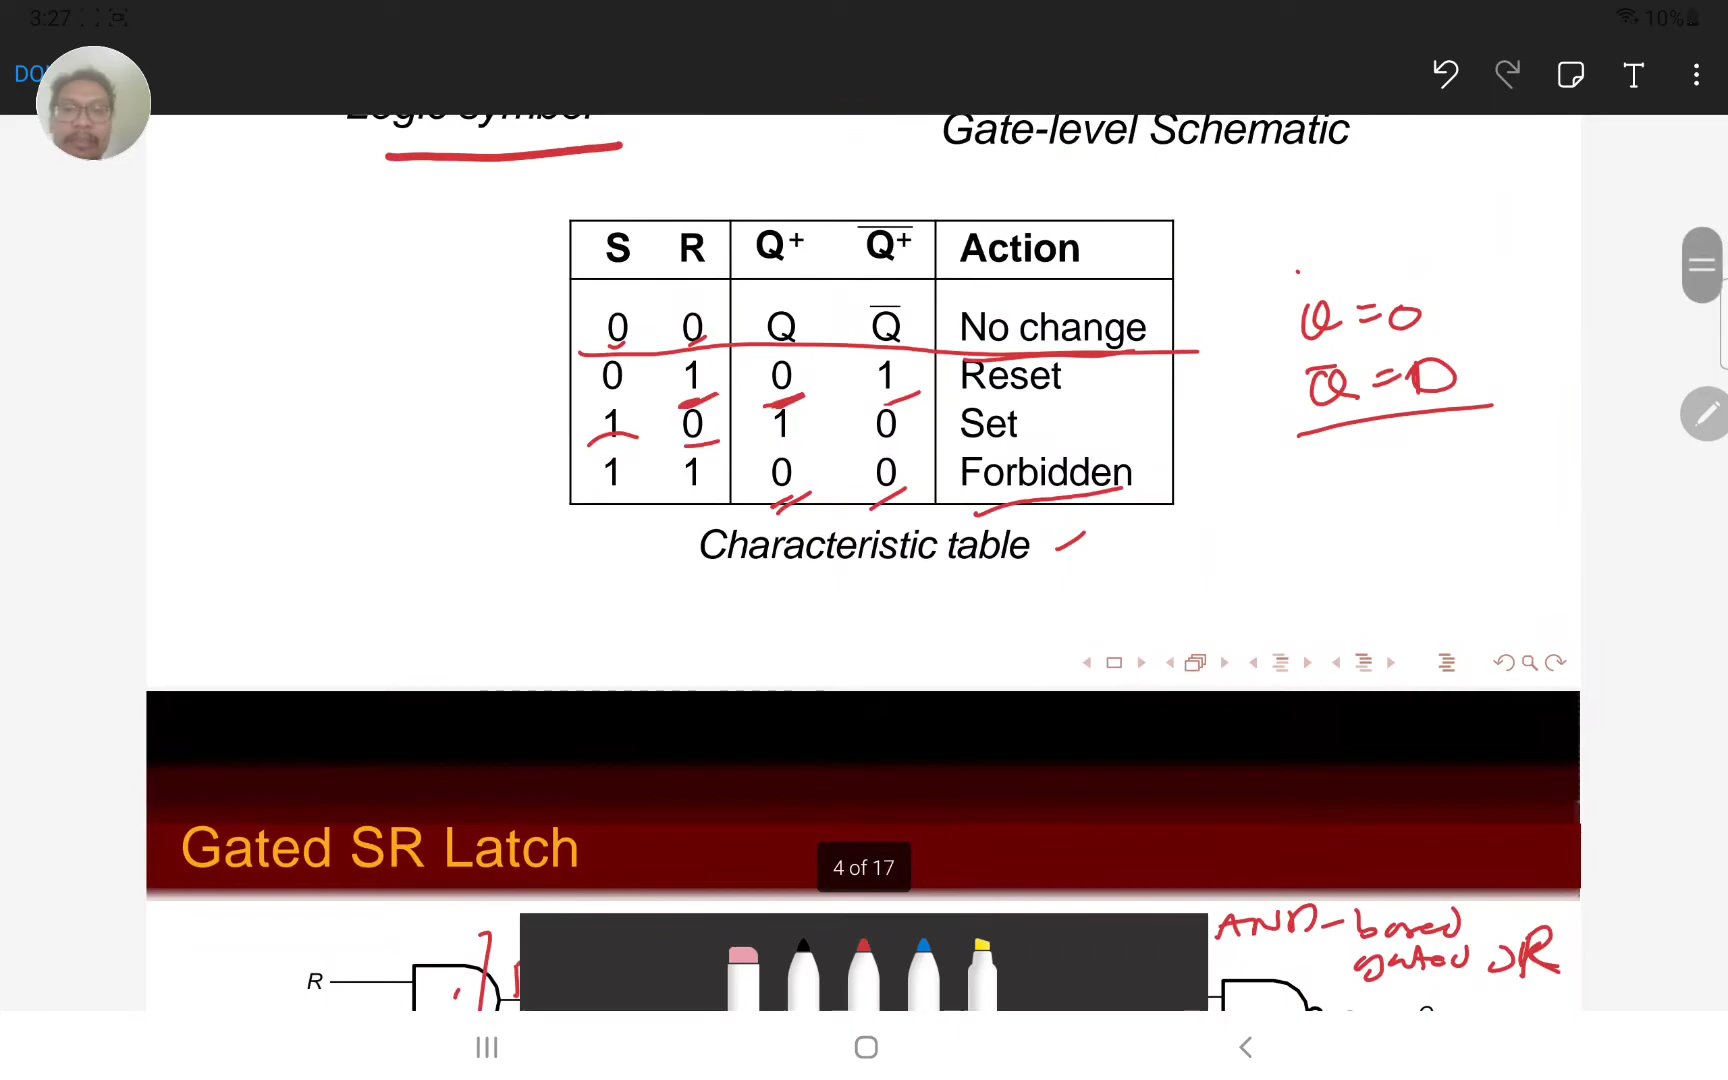 3:27
10%
Logic symbol
Gate-level Schematic
S R Q+ Q̅+ Action
0 0 Q Q̅ No change
0 1 0 1 Reset
1 0 1 0 Set
1 1 0 0 Forbidden
Characteristic table
Q = 0
Q̅ = 0
Gated SR Latch
4 of 17
AND-based
gated SR
R